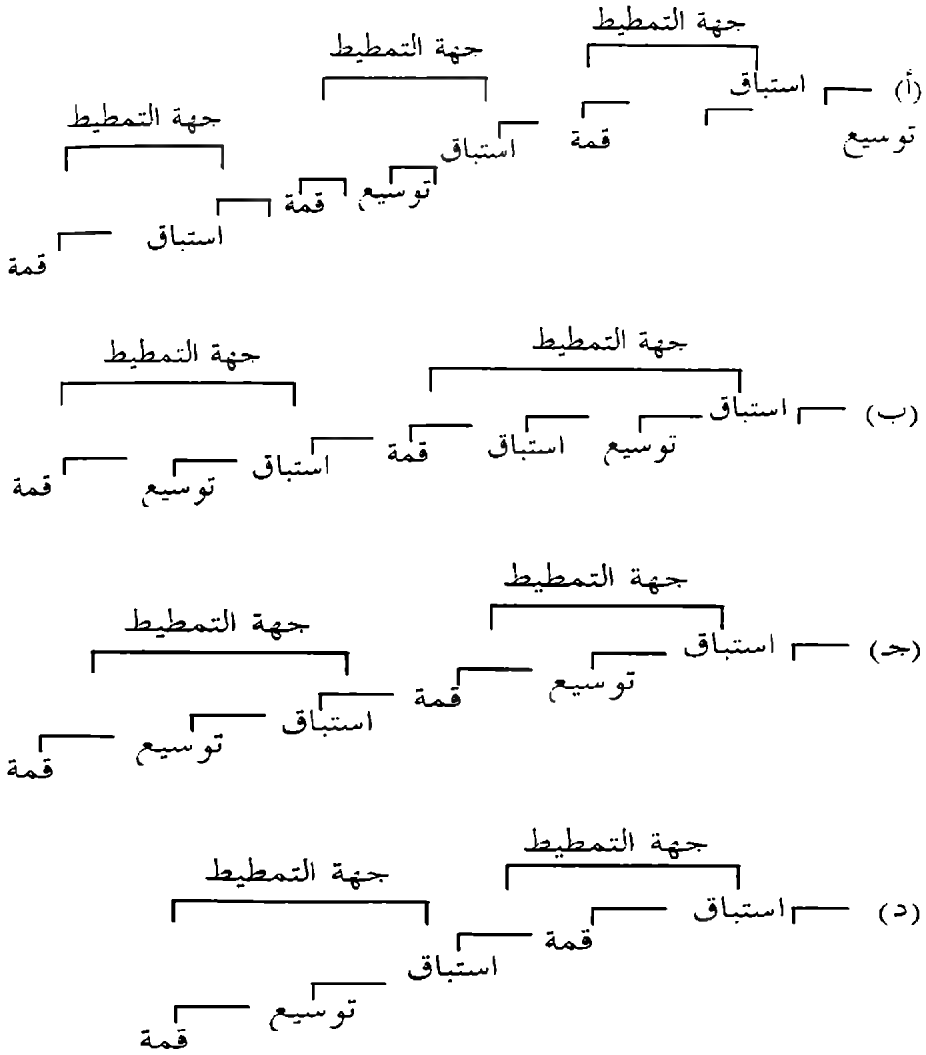 جهة التمطيط
جهة التمطيط
جهة التمطيط
(أ) استباق
توسيع قمة استباق توسيع قمة استباق قمة
جهة التمطيط جهة التمطيط
(ب) استباق توسيع استباق قمة استباق توسيع قمة
جهة التمطيط
جهة التمطيط
(جـ) استباق توسيع قمة استباق توسيع قمة
جهة التمطيط
جهة التمطيط
(د) استباق قمة استباق توسيع قمة